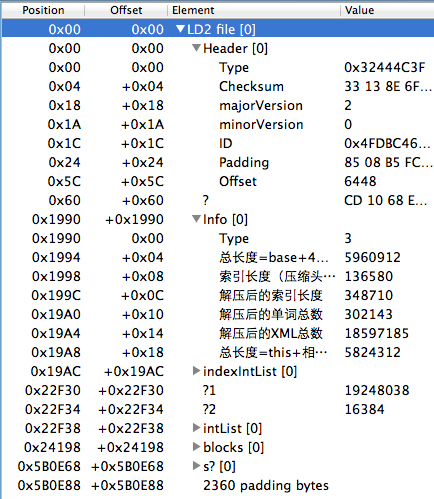 Position Offset Element Value
0x00 0x00 ▼LD2 file [0]
0x00 0x00 ▼Header [0]
0x00 0x00 Type 0x32444C3F
0x04 +0x04 Checksum 33 13 8E 6F...
0x18 +0x18 majorVersion 2
0x1A +0x1A minorVersion 0
0x1C +0x1C ID 0x4FDBC46...
0x24 +0x24 Padding 85 08 B5 FC...
0x5C +0x5C Offset 6448
0x60 +0x60 ? CD 10 68 E...
0x1990 +0x1990 ▼Info [0]
0x1990 0x00 Type 3
0x1994 +0x04 总长度=base+4... 5960912
0x1998 +0x08 索引长度（压缩头... 136580
0x199C +0x0C 解压后的索引长度 348710
0x19A0 +0x10 解压后的单词总数 302143
0x19A4 +0x14 解压后的XML总数 18597185
0x19A8 +0x18 总长度=this+相... 5824312
0x19AC +0x19AC ▶indexIntList [0]
0x22F30 +0x22F30 ?1 19248038
0x22F34 +0x22F34 ?2 16384
0x22F38 +0x22F38 ▶intList [0]
0x24198 +0x24198 ▶blocks [0]
0x5B0E68 +0x5B0E68 ▶s? [0]
0x5B0E88 +0x5B0E88 2360 padding bytes